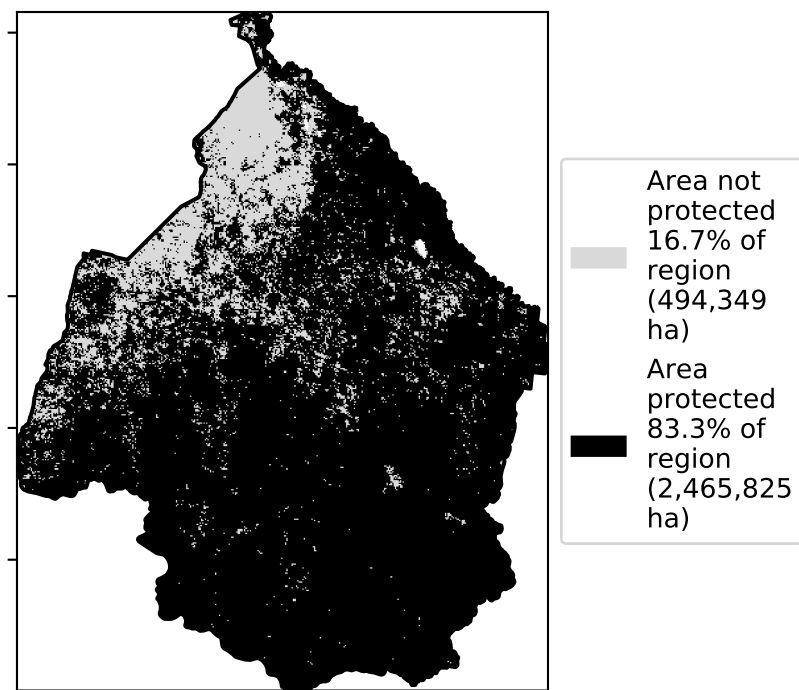 Area not
protected
16.7% of
region
(494,349
ha)
Area
protected
83.3% of
region
(2,465,825
ha)